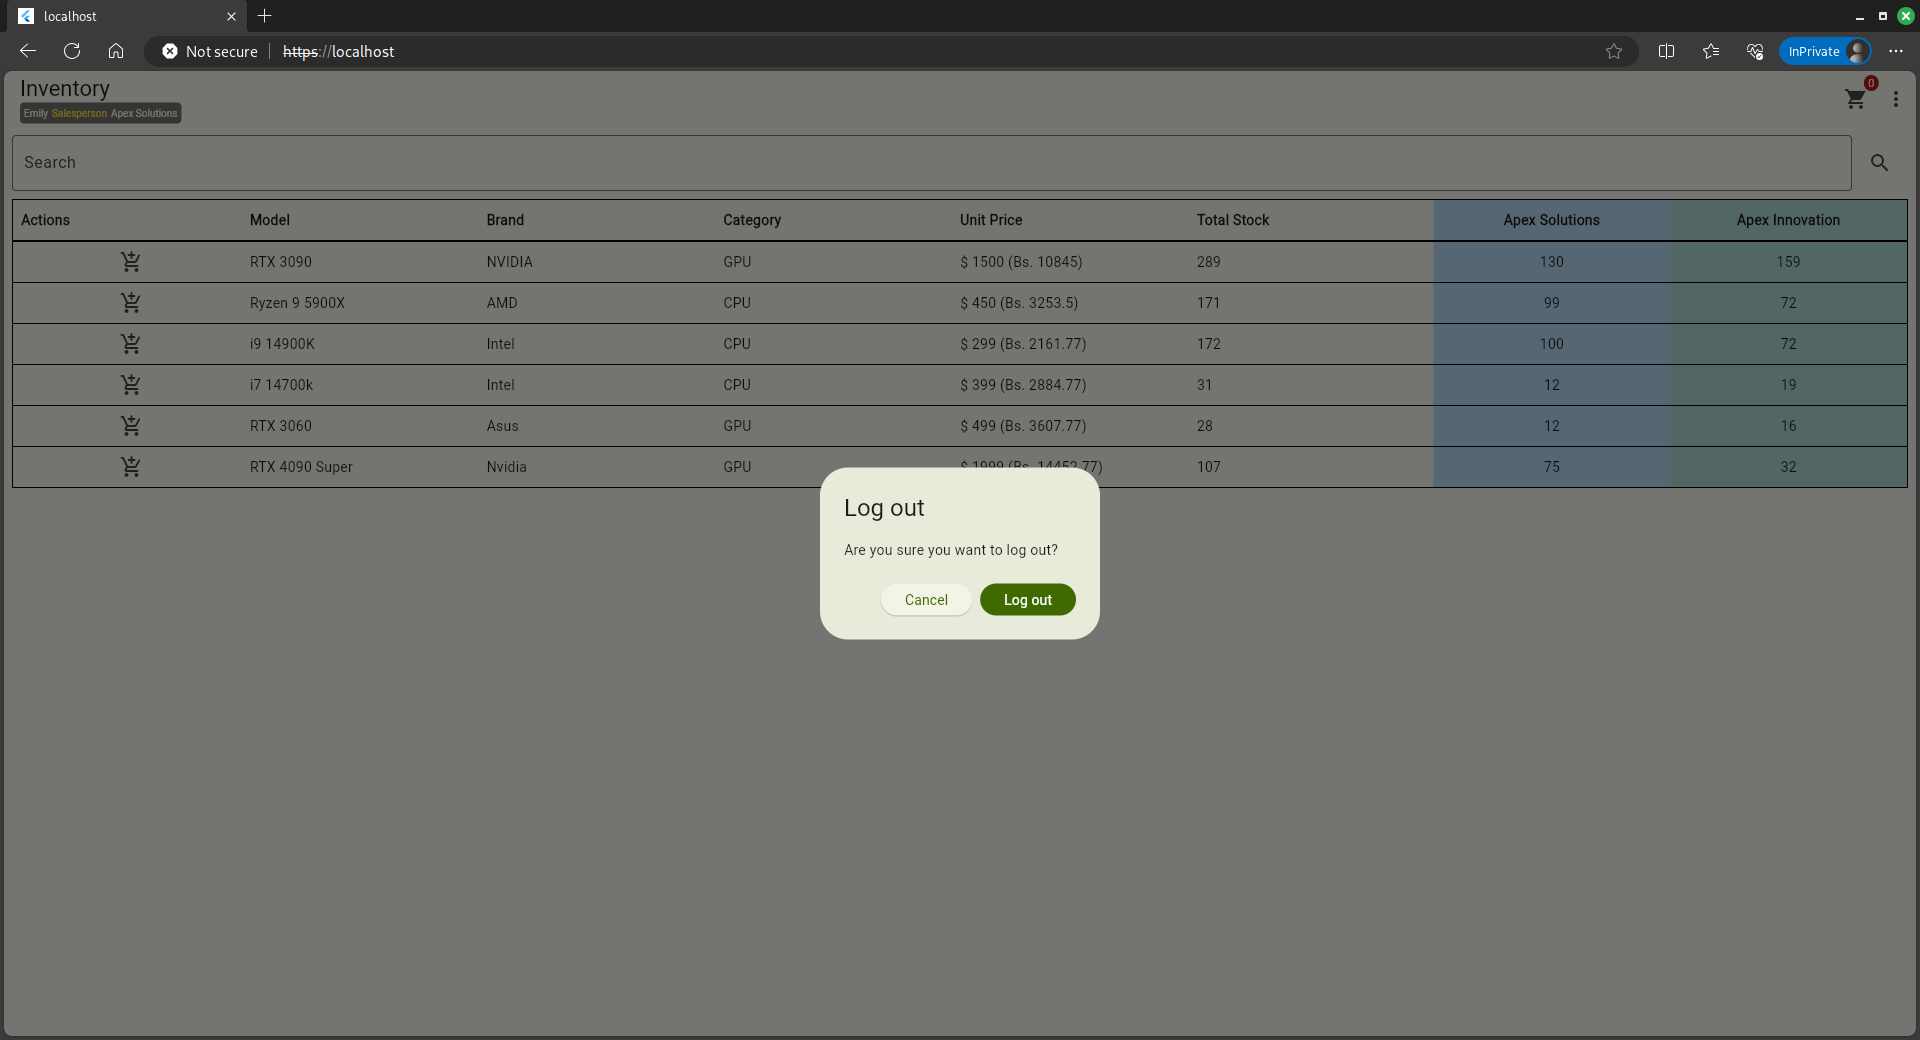 localhost
Not secure https://localhost InPrivate
Inventory
0
Emily Salesperson Apex Solutions
Search
Actions Model Brand Category Unit Price Total Stock Apex Solutions Apex Innovation
RTX 3090 NVIDIA GPU $ 1500 (Bs. 10845) 289 130 159
Ryzen 9 5900X AMD CPU $ 450 (Bs. 3253.5) 171 99 72
i9 14900K Intel CPU $ 299 (Bs. 2161.77) 172 100 72
i7 14700k Intel CPU $ 399 (Bs. 2884.77) 31 12 19
RTX 3060 Asus GPU $ 499 (Bs. 3607.77) 28 12 16
RTX 4090 Super Nvidia GPU $ 1999 (Bs. 14452.77) 107 75 32
Log out
Are you sure you want to log out?
Cancel Log out